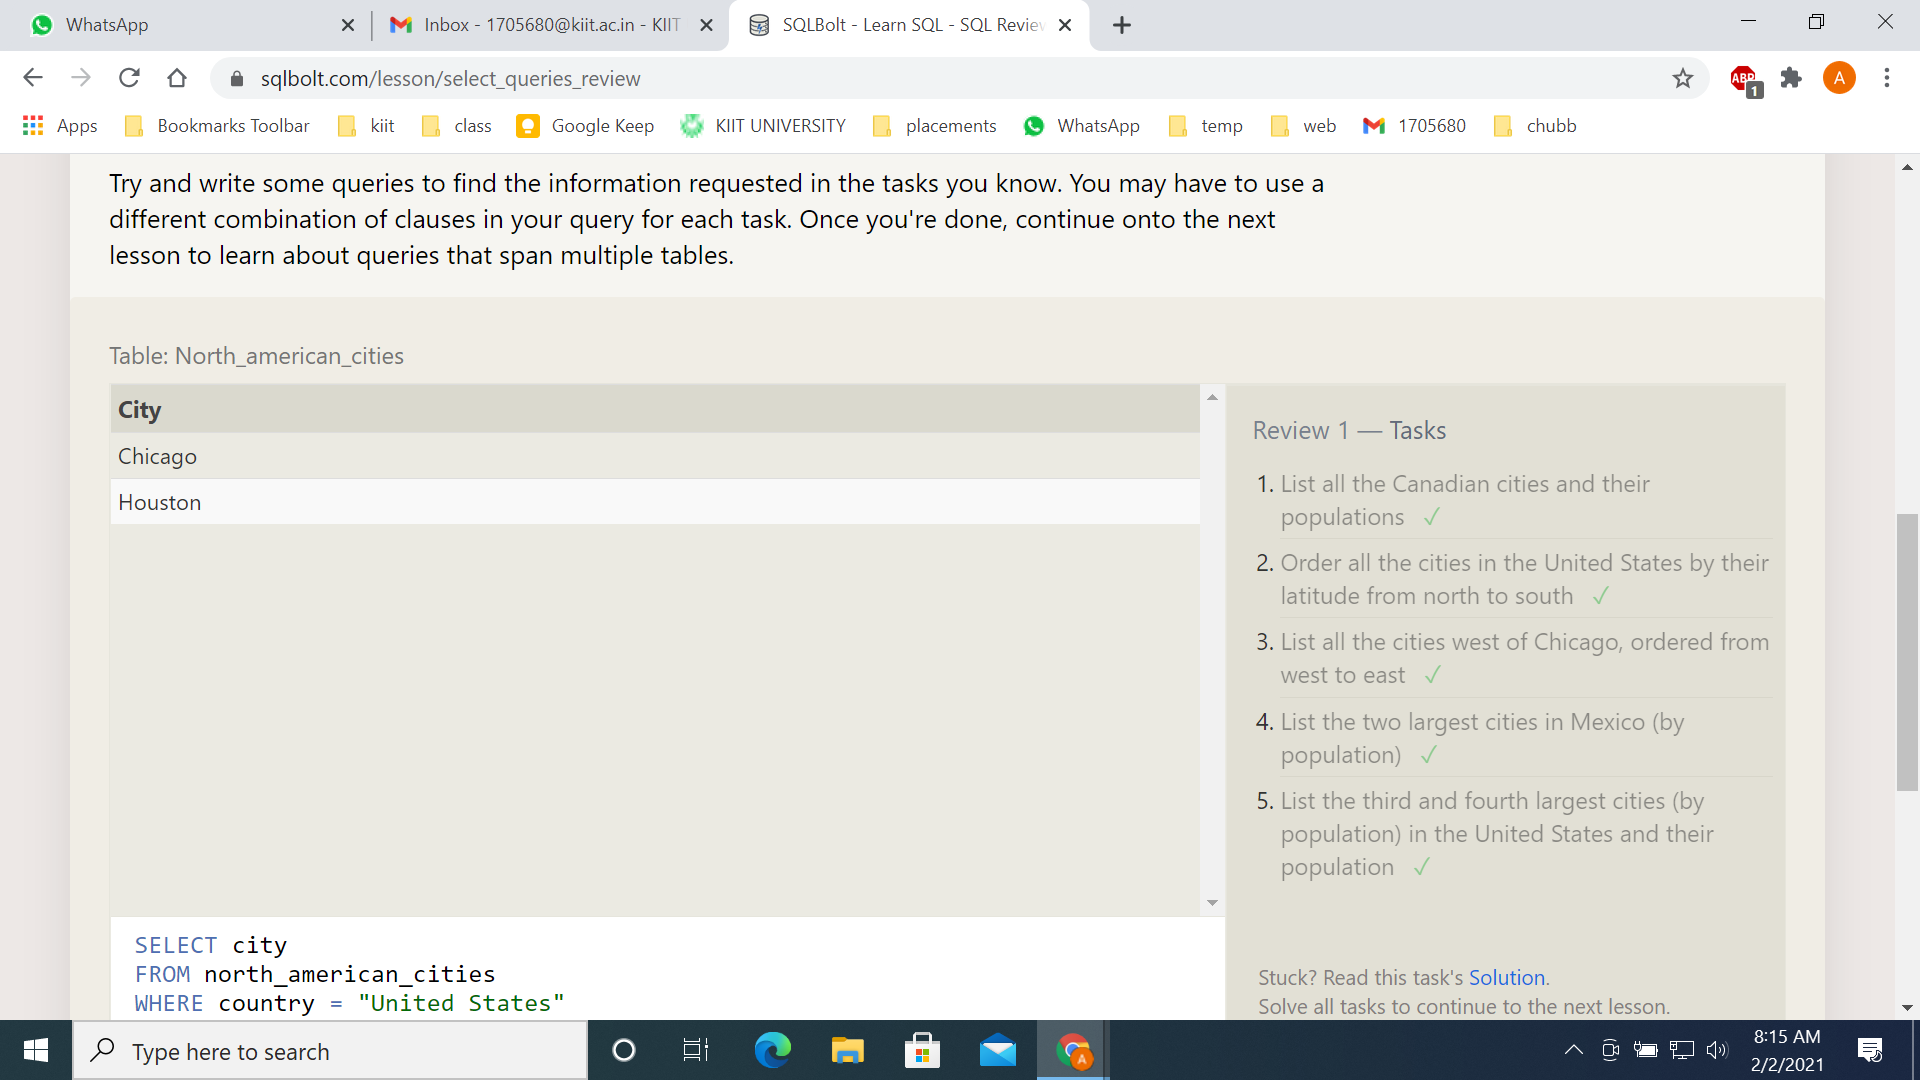 WhatsApp
Inbox - 1705680@kiit.ac.in - KIIT
SQLBolt - Learn SQL - SQL Review
sqlbolt.com/lesson/select_queries_review
ABP
1
A
Apps
Bookmarks Toolbar
kiit
class
Google Keep
KIIT UNIVERSITY
placements
WhatsApp
temp
web
1705680
chubb
Try and write some queries to find the information requested in the tasks you know. You may have to use a
different combination of clauses in your query for each task. Once you're done, continue onto the next
lesson to learn about queries that span multiple tables.
Table: North_american_cities
City
Chicago
Houston
SELECT city
FROM north_american_cities
WHERE country = "United States"
Review 1 — Tasks
1. List all the Canadian cities and their
populations ✓
2. Order all the cities in the United States by their
latitude from north to south ✓
3. List all the cities west of Chicago, ordered from
west to east ✓
4. List the two largest cities in Mexico (by
population) ✓
5. List the third and fourth largest cities (by
population) in the United States and their
population ✓
Stuck? Read this task's Solution.
Solve all tasks to continue to the next lesson.
Type here to search
A
8:15 AM
2/2/2021